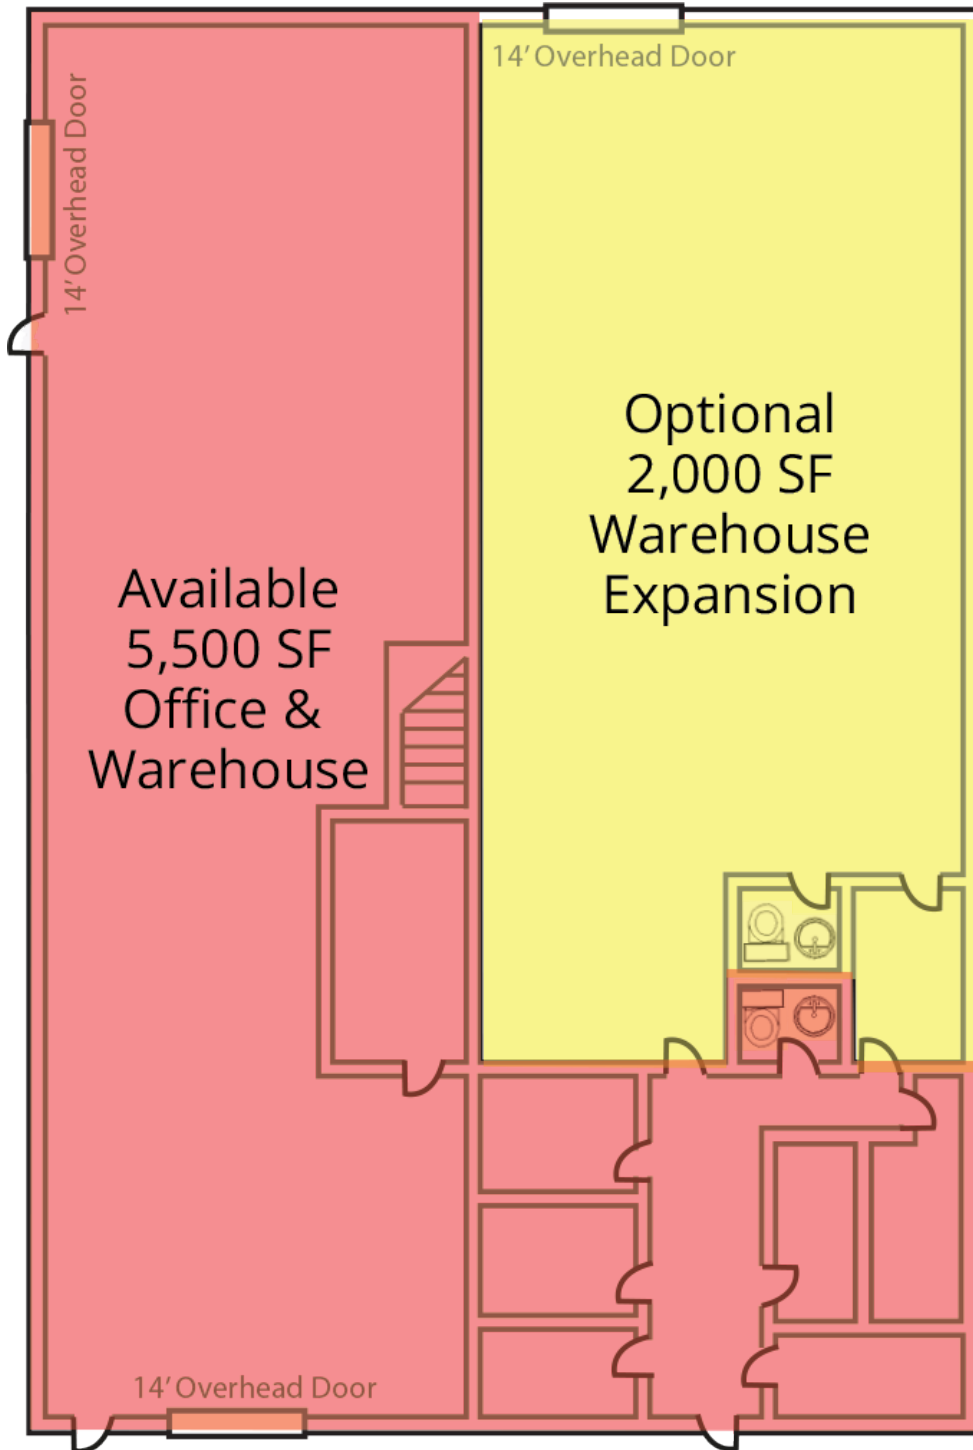 14' Overhead Door
14' Overhead Door
Optional
2,000 SF
Warehouse
Expansion
Available
5,500 SF
Office &
Warehouse
14' Overhead Door